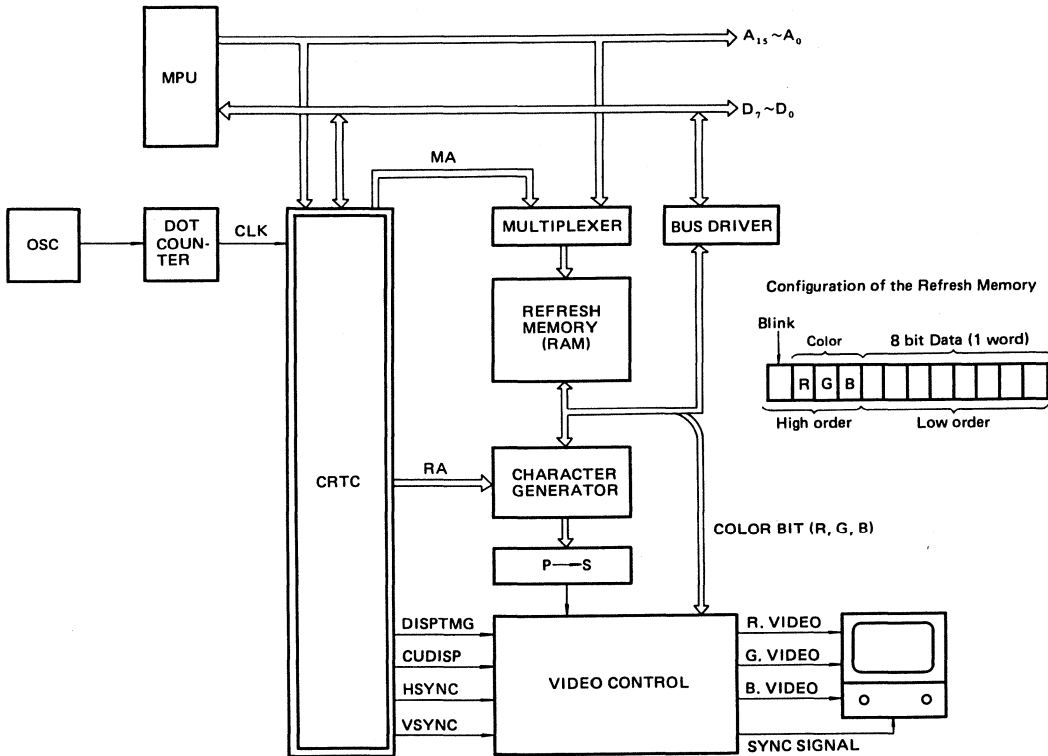 A₁₅~A₀
MPU
D₇~D₀
MA
OSC
DOT
COUN-
TER
CLK
MULTIPLEXER
BUS DRIVER
REFRESH
MEMORY
(RAM)
Configuration of the Refresh Memory
Blink
Color
8 bit Data (1 word)
R G B
High order
Low order
CRTC
RA
CHARACTER
GENERATOR
COLOR BIT (R, G, B)
P→S
DISPTMG
CUDISP
HSYNC
VSYNC
VIDEO CONTROL
R. VIDEO
G. VIDEO
B. VIDEO
SYNC SIGNAL